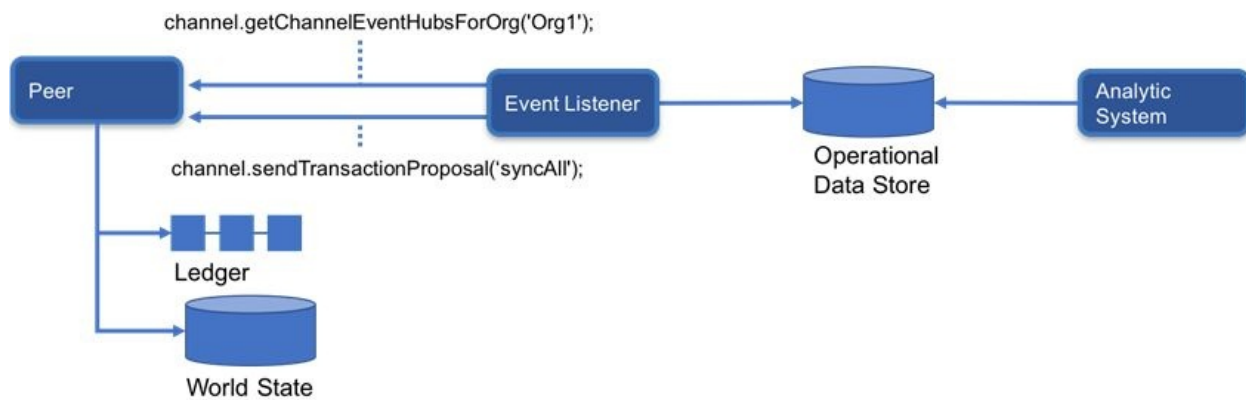 channel.getChannelEventHubsForOrg('Org1');
Peer
Event Listener
Analytic
System
channel.sendTransactionProposal(‘syncAll’);
Operational
Data Store
Ledger
World State